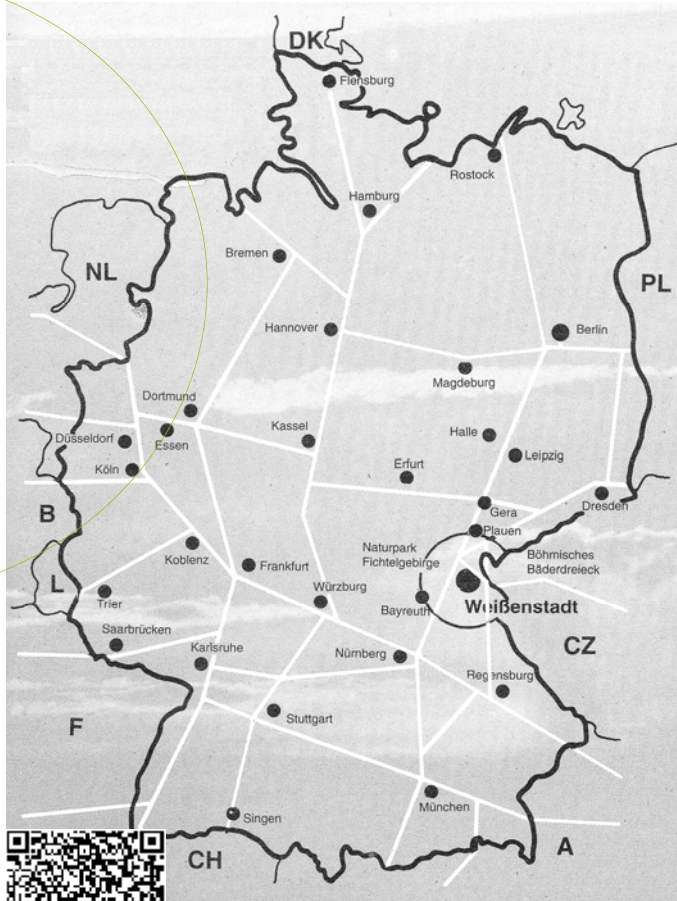 DK
Flensburg
Rostock
Hamburg
Bremen
NL
PL
Hannover
Berlin
Magdeburg
Dortmund
Düsseldorf
Essen
Kassel
Halle
Leipzig
Köln
Erfurt
Gera
Dresden
B
Plauen
Naturpark
Fichtelgebirge
Böhmisches
Bäderdreieck
Koblenz
Frankfurt
L
Trier
Würzburg
Bayreuth
Weißenstadt
Saarbrücken
Karlsruhe
Nürnberg
CZ
Regensburg
F
Stuttgart
München
Singen
CH
A